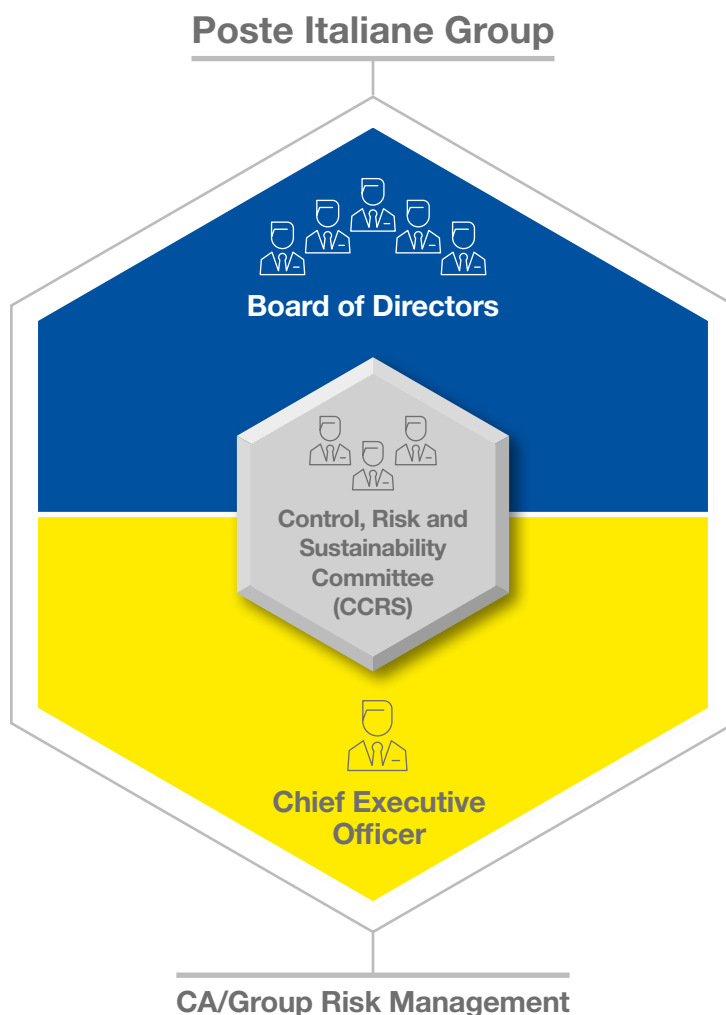 Poste Italiane Group
Board of Directors
Control, Risk and
Sustainability
Committee
(CCRS)
Chief Executive
Officer
CA/Group Risk Management